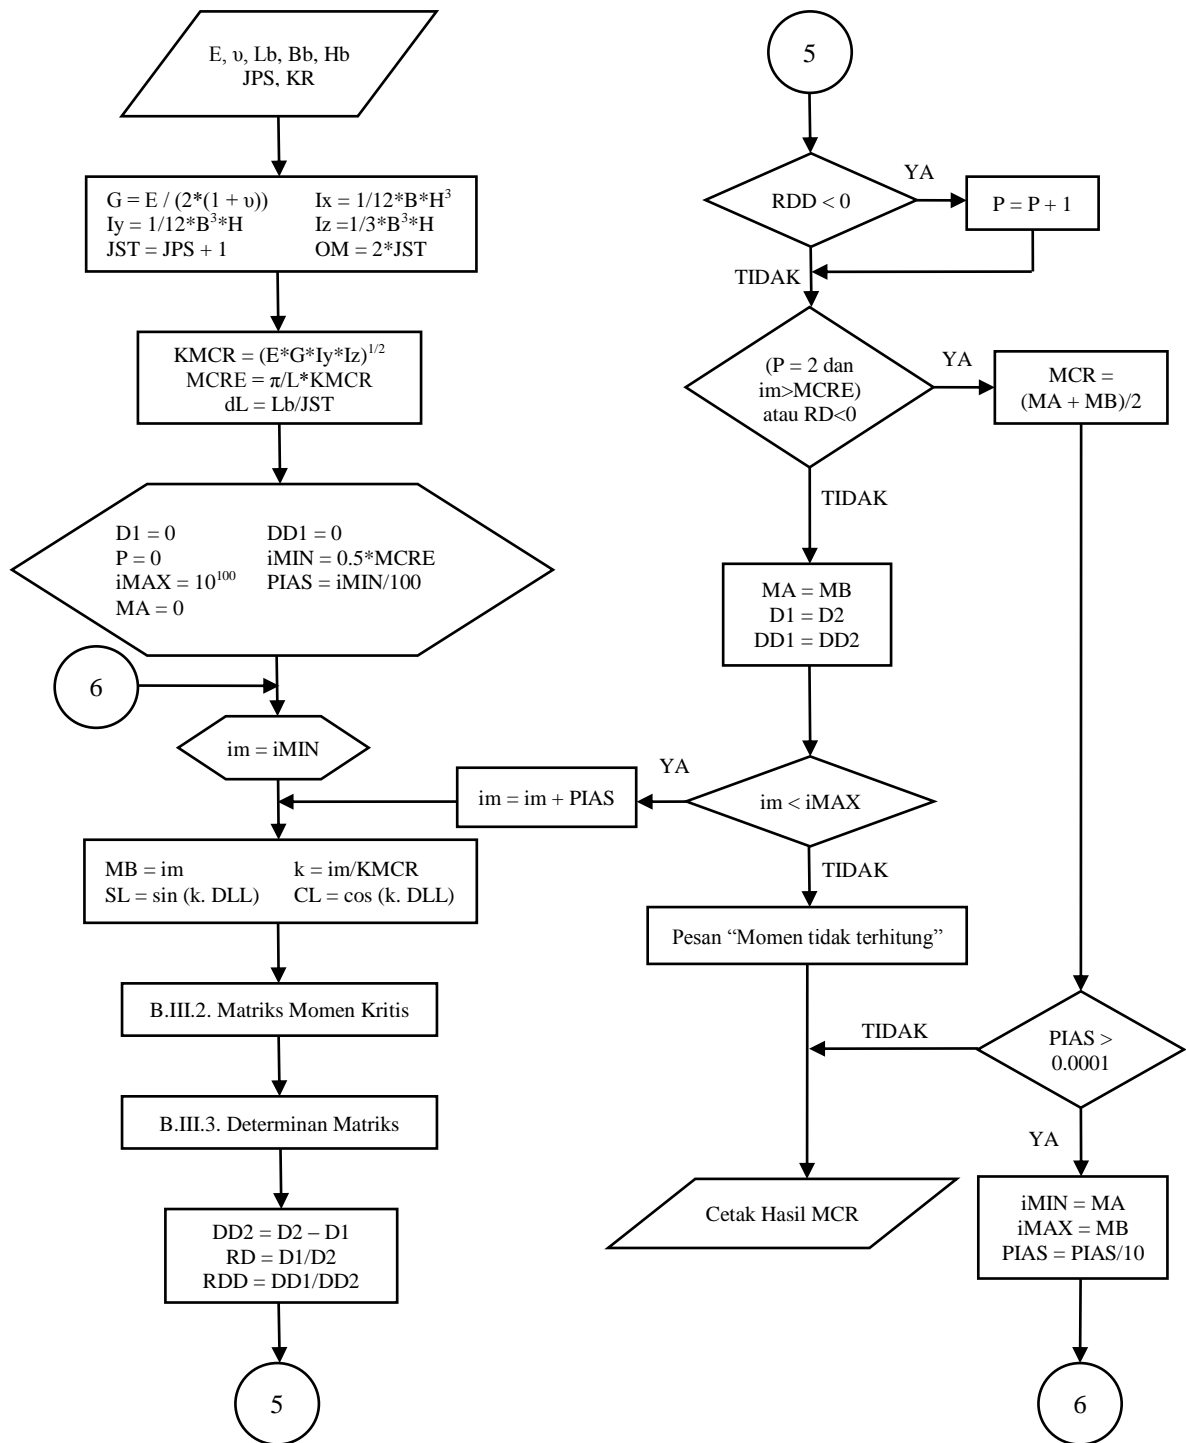 E, υ, Lb, Bb, Hb
JPS, KR
G = E / (2*(1 + υ)) Ix = 1/12*B*H³
Iy = 1/12*B³*H Iz =1/3*B³*H
JST = JPS + 1 OM = 2*JST
KMCR = (E*G*Iy*Iz)^1/2
MCRE = π/L*KMCR
dL = Lb/JST
D1 = 0 DD1 = 0
P = 0 iMIN = 0.5*MCRE
iMAX = 10^100 PIAS = iMIN/100
MA = 0
6
im = iMIN
MB = im k = im/KMCR
SL = sin (k. DLL) CL = cos (k. DLL)
B.III.2. Matriks Momen Kritis
B.III.3. Determinan Matriks
DD2 = D2 – D1
RD = D1/D2
RDD = DD1/DD2
5
5
RDD < 0
YA
P = P + 1
TIDAK
(P = 2 dan
im>MCRE)
atau RD<0
YA
MCR =
(MA + MB)/2
TIDAK
MA = MB
D1 = D2
DD1 = DD2
im < iMAX
YA
im = im + PIAS
TIDAK
Pesan “Momen tidak terhitung”
PIAS >
0.0001
TIDAK
YA
Cetak Hasil MCR
iMIN = MA
iMAX = MB
PIAS = PIAS/10
6